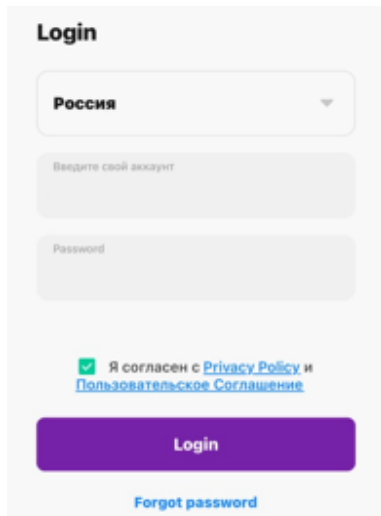 Login
Россия
Введите свой аккаунт
Password
Я согласен с Privacy Policy и
Пользовательское Соглашение
Login
Forgot password